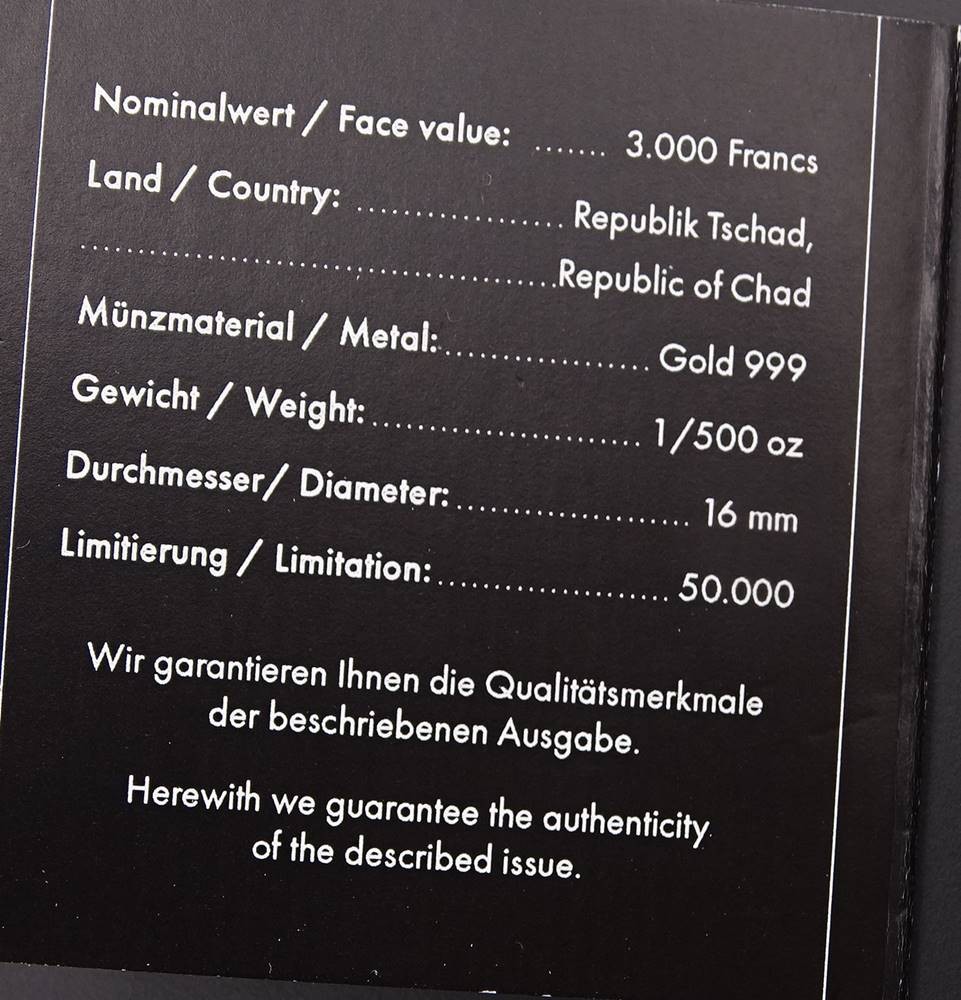 Nominalwert / Face value: ....... 3.000 Francs
Land / Country: .................... Republik Tschad,
................................................Republic of Chad
Münzmaterial / Metal:..................... Gold 999
Gewicht / Weight:.......................... 1/500 oz
Durchmesser/ Diameter:...................... 16 mm
Limitierung / Limitation:...................... 50.000
Wir garantieren Ihnen die Qualitätsmerkmale
der beschriebenen Ausgabe.
Herewith we guarantee the authenticity
of the described issue.